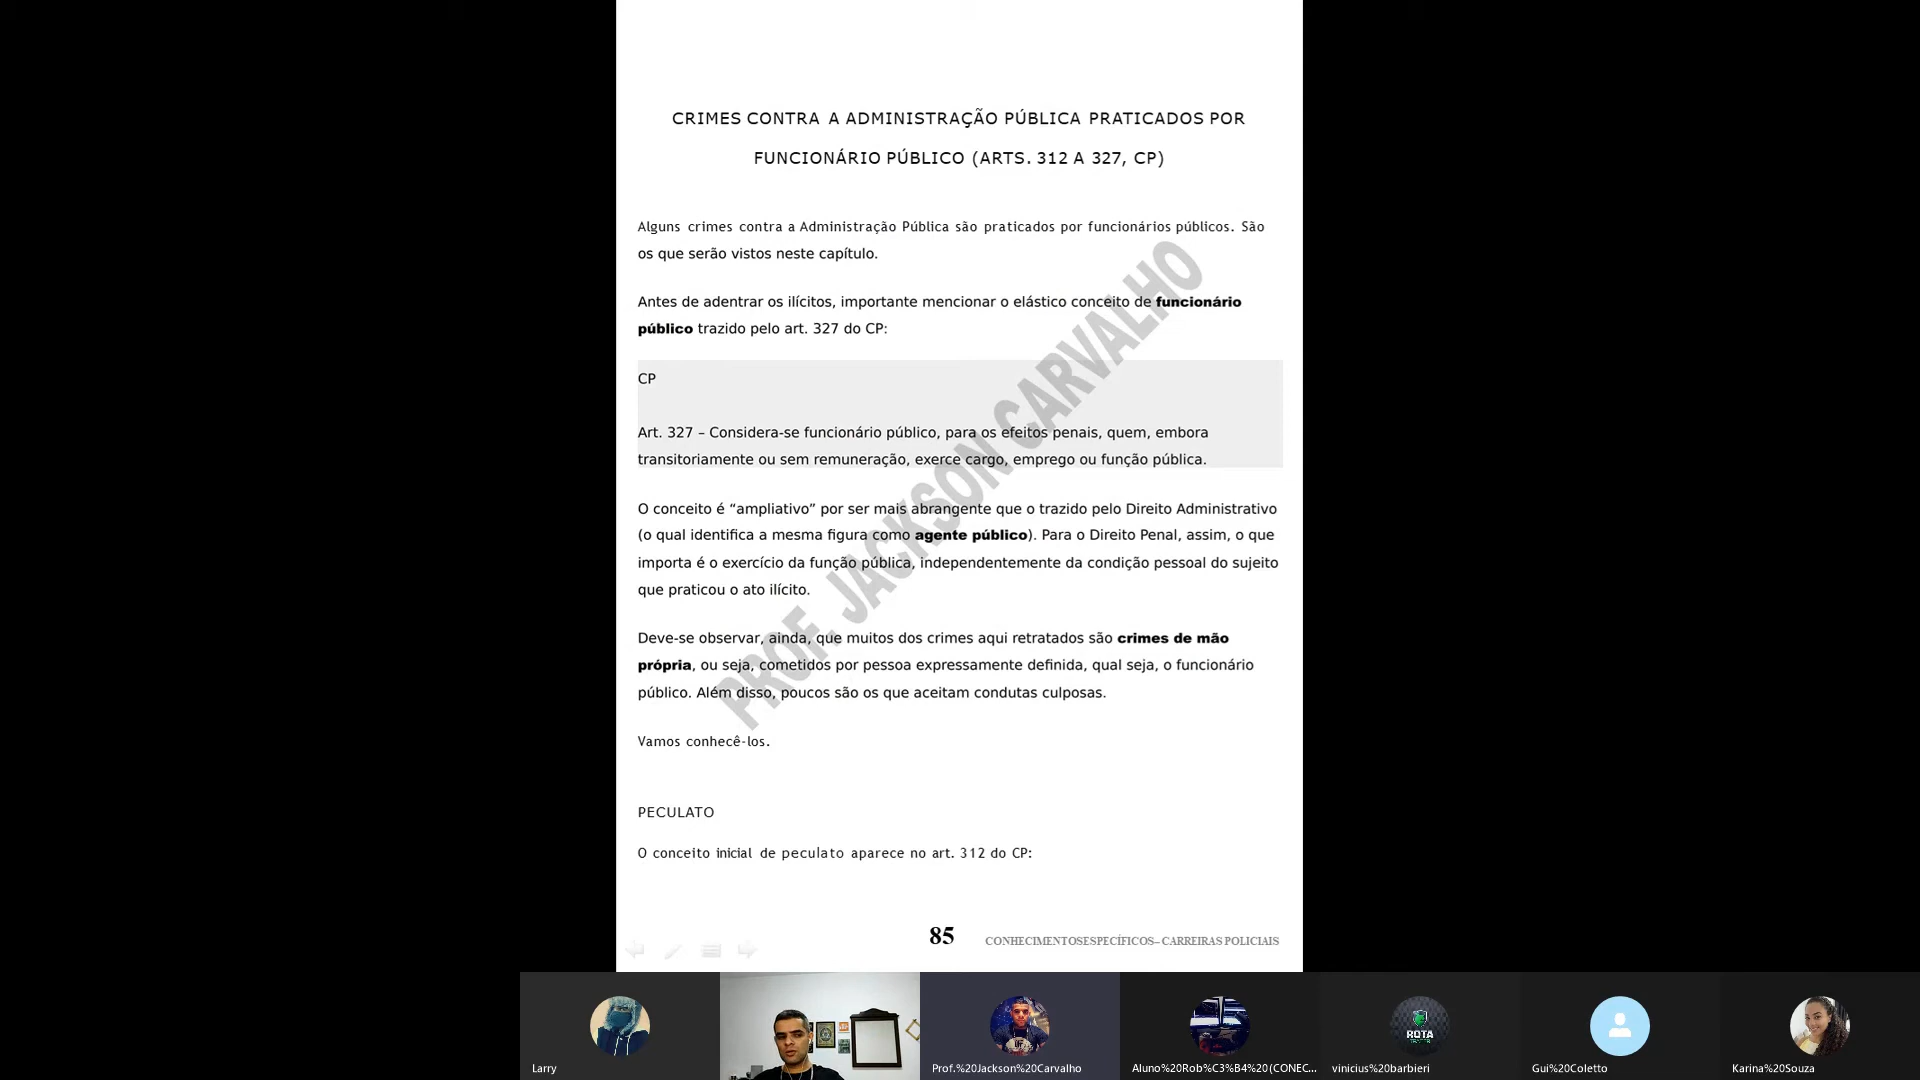 CRIMES CONTRA A ADMINISTRAÇÃO PÚBLICA PRATICADOS POR
FUNCIONÁRIO PÚBLICO (ARTS. 312 A 327, CP)
Alguns crimes contra a Administração Pública são praticados por funcionários públicos. São
os que serão vistos neste capítulo.
Antes de adentrar os ilícitos, importante mencionar o elástico conceito de funcionário
público trazido pelo art. 327 do CP:
CP
Art. 327 – Considera-se funcionário público, para os efeitos penais, quem, embora
transitoriamente ou sem remuneração, exerce cargo, emprego ou função pública.
O conceito é “ampliativo” por ser mais abrangente que o trazido pelo Direito Administrativo
(o qual identifica a mesma figura como agente público). Para o Direito Penal, assim, o que
importa é o exercício da função pública, independentemente da condição pessoal do sujeito
que praticou o ato ilícito.
Deve-se observar, ainda, que muitos dos crimes aqui retratados são crimes de mão
própria, ou seja, cometidos por pessoa expressamente definida, qual seja, o funcionário
público. Além disso, poucos são os que aceitam condutas culposas.
Vamos conhecê-los.
PECULATO
O conceito inicial de peculato aparece no art. 312 do CP:
PROF. JACKSON CARVALHO
85 CONHECIMENTOSESPECÍFICOS– CARREIRAS POLICIAIS
ROTA
Larry
Prof.%20Jackson%20Carvalho
Aluno%20Rob%C3%B4%20(CONEC...
vinicius%20barbieri
Gui%20Coletto
Karina%20Souza